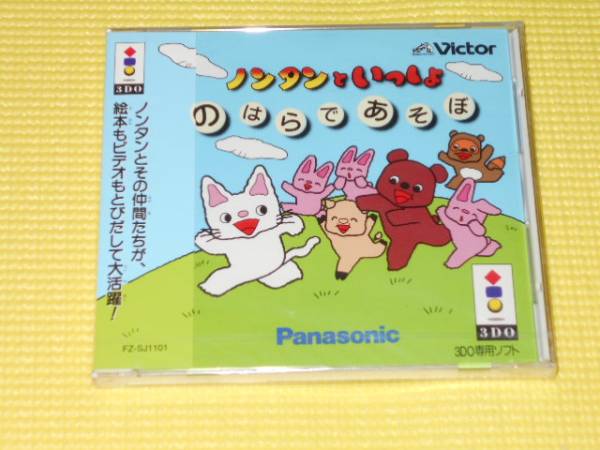 3DO
ノンタンとその仲間たちが、
絵本もビデオもとびだして大活躍!
FZ-SJ1101
Victor
ノンタンといっしょ
のはらであそぼ
Panasonic
3DO
3DO専用ソフト